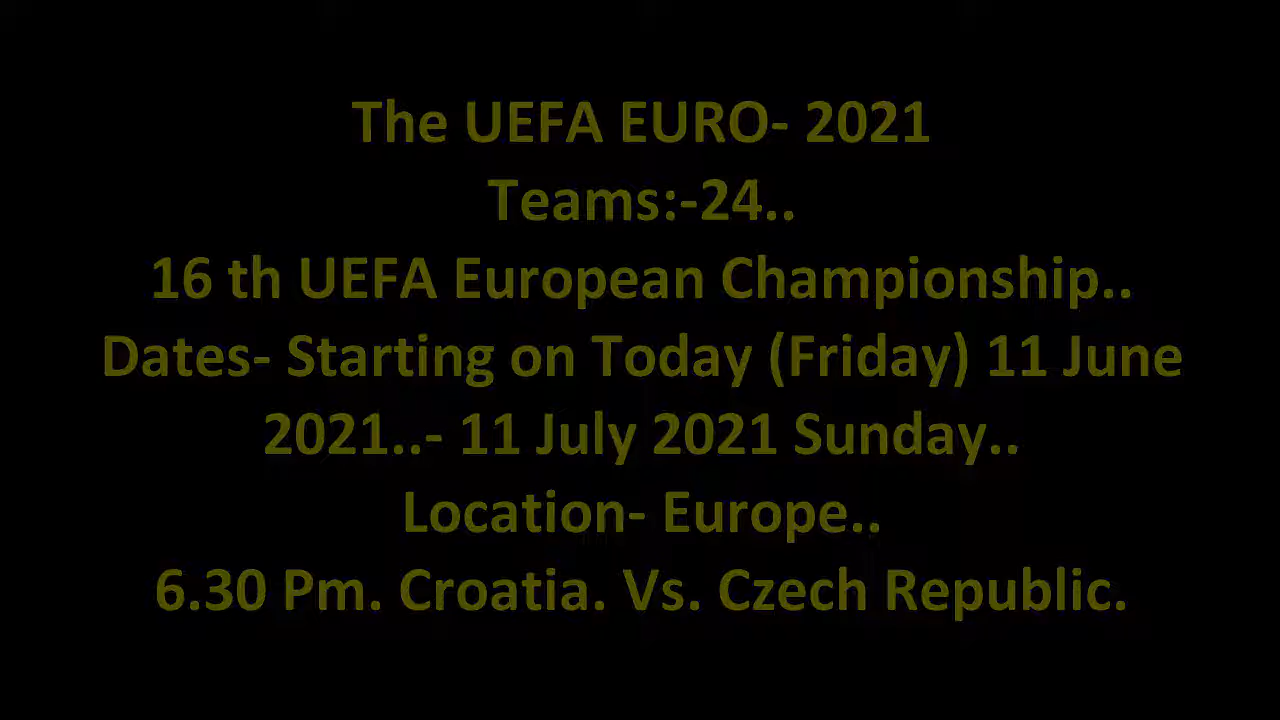 The UEFA EURO- 2021
Teams:-24..
16 th UEFA European Championship..
Dates- Starting on Today (Friday) 11 June
2021..- 11 July 2021 Sunday..
Location- Europe..
6.30 Pm. Croatia. Vs. Czech Republic.